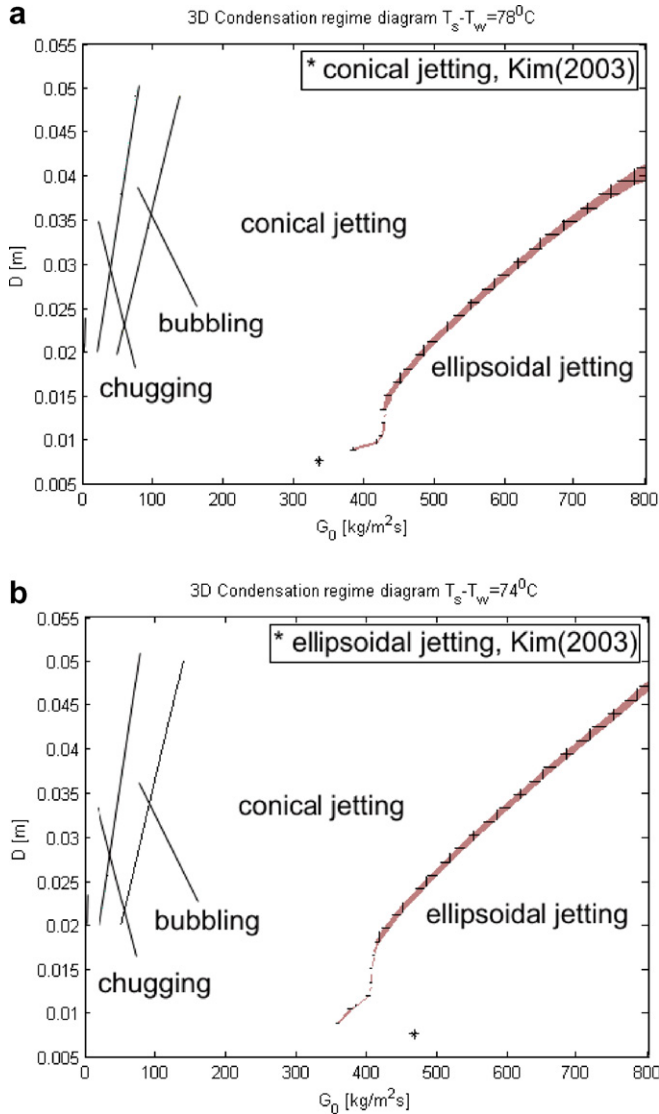 a
3D Condensation regime diagram T_s-T_w=78⁰C
0.055
0.05
0.045
0.04
0.035
0.03
0.025
0.02
0.015
0.01
0.005
D [m]
* conical jetting, Kim(2003)
conical jetting
bubbling
chugging
ellipsoidal jetting
0 100 200 300 400 500 600 700 800
G_0 [kg/m²s]
b
3D Condensation regime diagram T_s-T_w=74⁰C
0.055
0.05
0.045
0.04
0.035
0.03
0.025
0.02
0.015
0.01
0.005
D [m]
* ellipsoidal jetting, Kim(2003)
conical jetting
bubbling
chugging
ellipsoidal jetting
0 100 200 300 400 500 600 700 800
G_0 [kg/m²s]